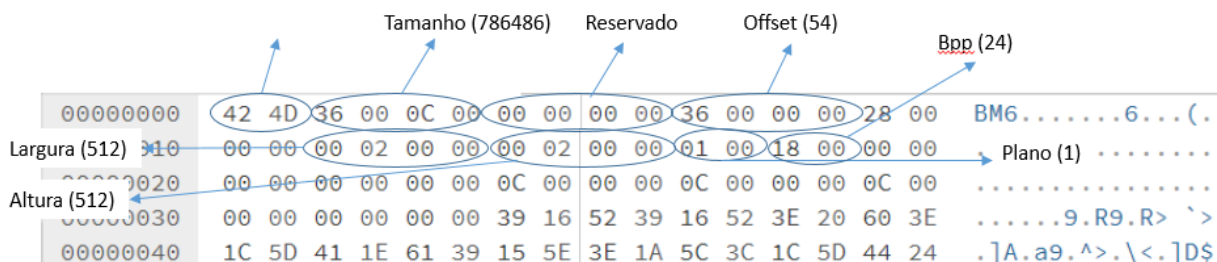 Tamanho (786486) Reservado Offset (54)
Bpp (24)
00000000 42 4D 36 00 0C 00 00 00 00 00 36 00 00 00 28 00 BM6.......6...(.
Largura (512) 010 00 00 00 02 00 00 00 02 00 00 01 00 18 00 00 00 . Plano (1) ........
00000020 00 00 00 00 00 00 0C 00 00 00 0C 00 00 00 0C 00 ................
Altura (512)
00000030 00 00 00 00 00 00 39 16 52 39 16 52 3E 20 60 3E ......9.R9.R> `>
00000040 1C 5D 41 1E 61 39 15 5E 3E 1A 5C 3C 1C 5D 44 24 .]A.a9.^>.\<.]D$